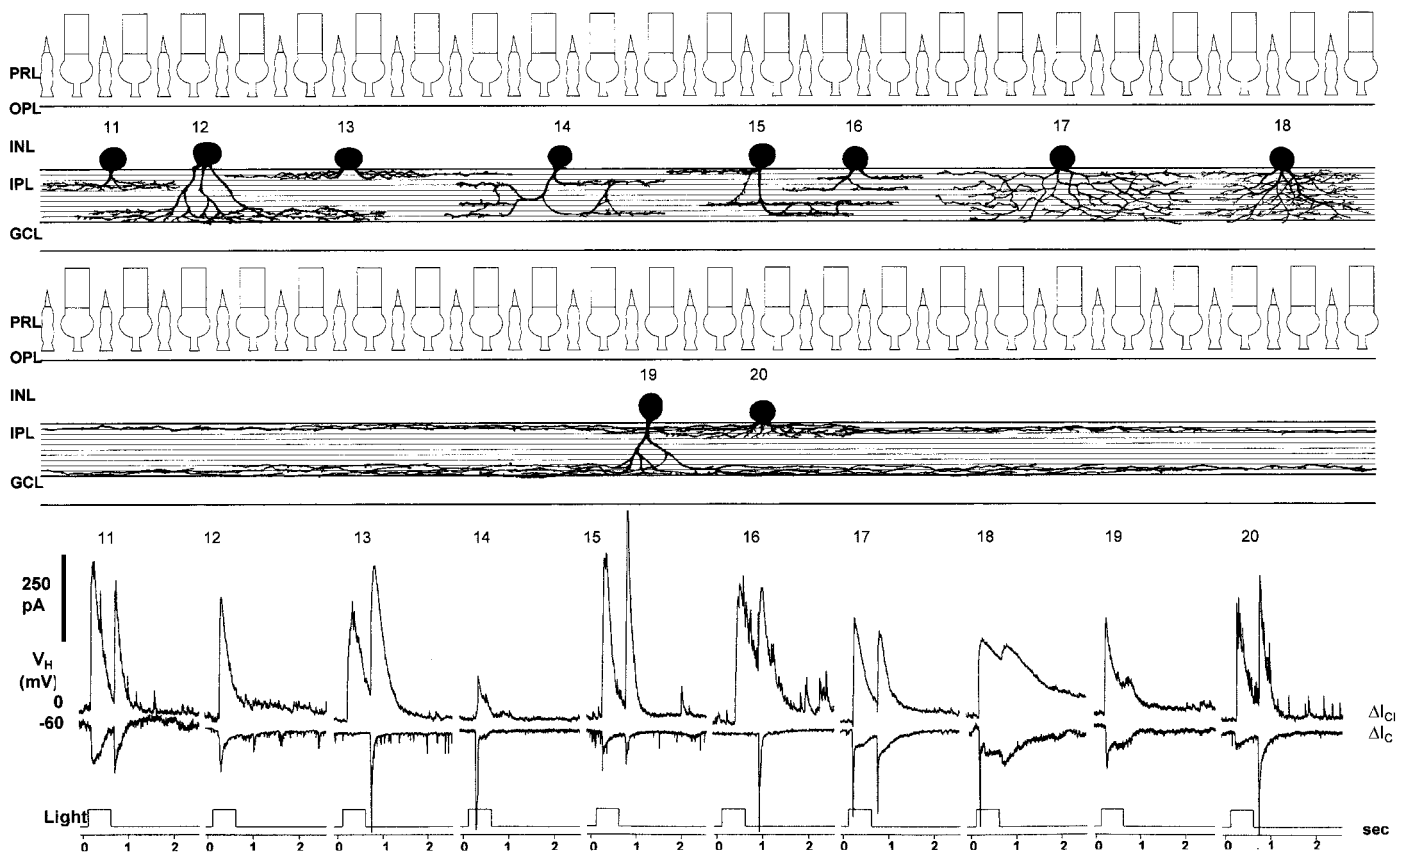 PRL
OPL
11 12 13 14 15 16 17 18
INL
IPL
GCL
PRL
OPL
19 20
INL
IPL
GCL
11 12 13 14 15 16 17 18 19 20
250
pA
VH
(mV)
0
-60
ΔICl
ΔIC
Light
sec
0 1 2 0 1 2 0 1 2 0 1 2 0 1 2 0 1 2 0 1 2 0 1 2 0 1 2 0 1 2